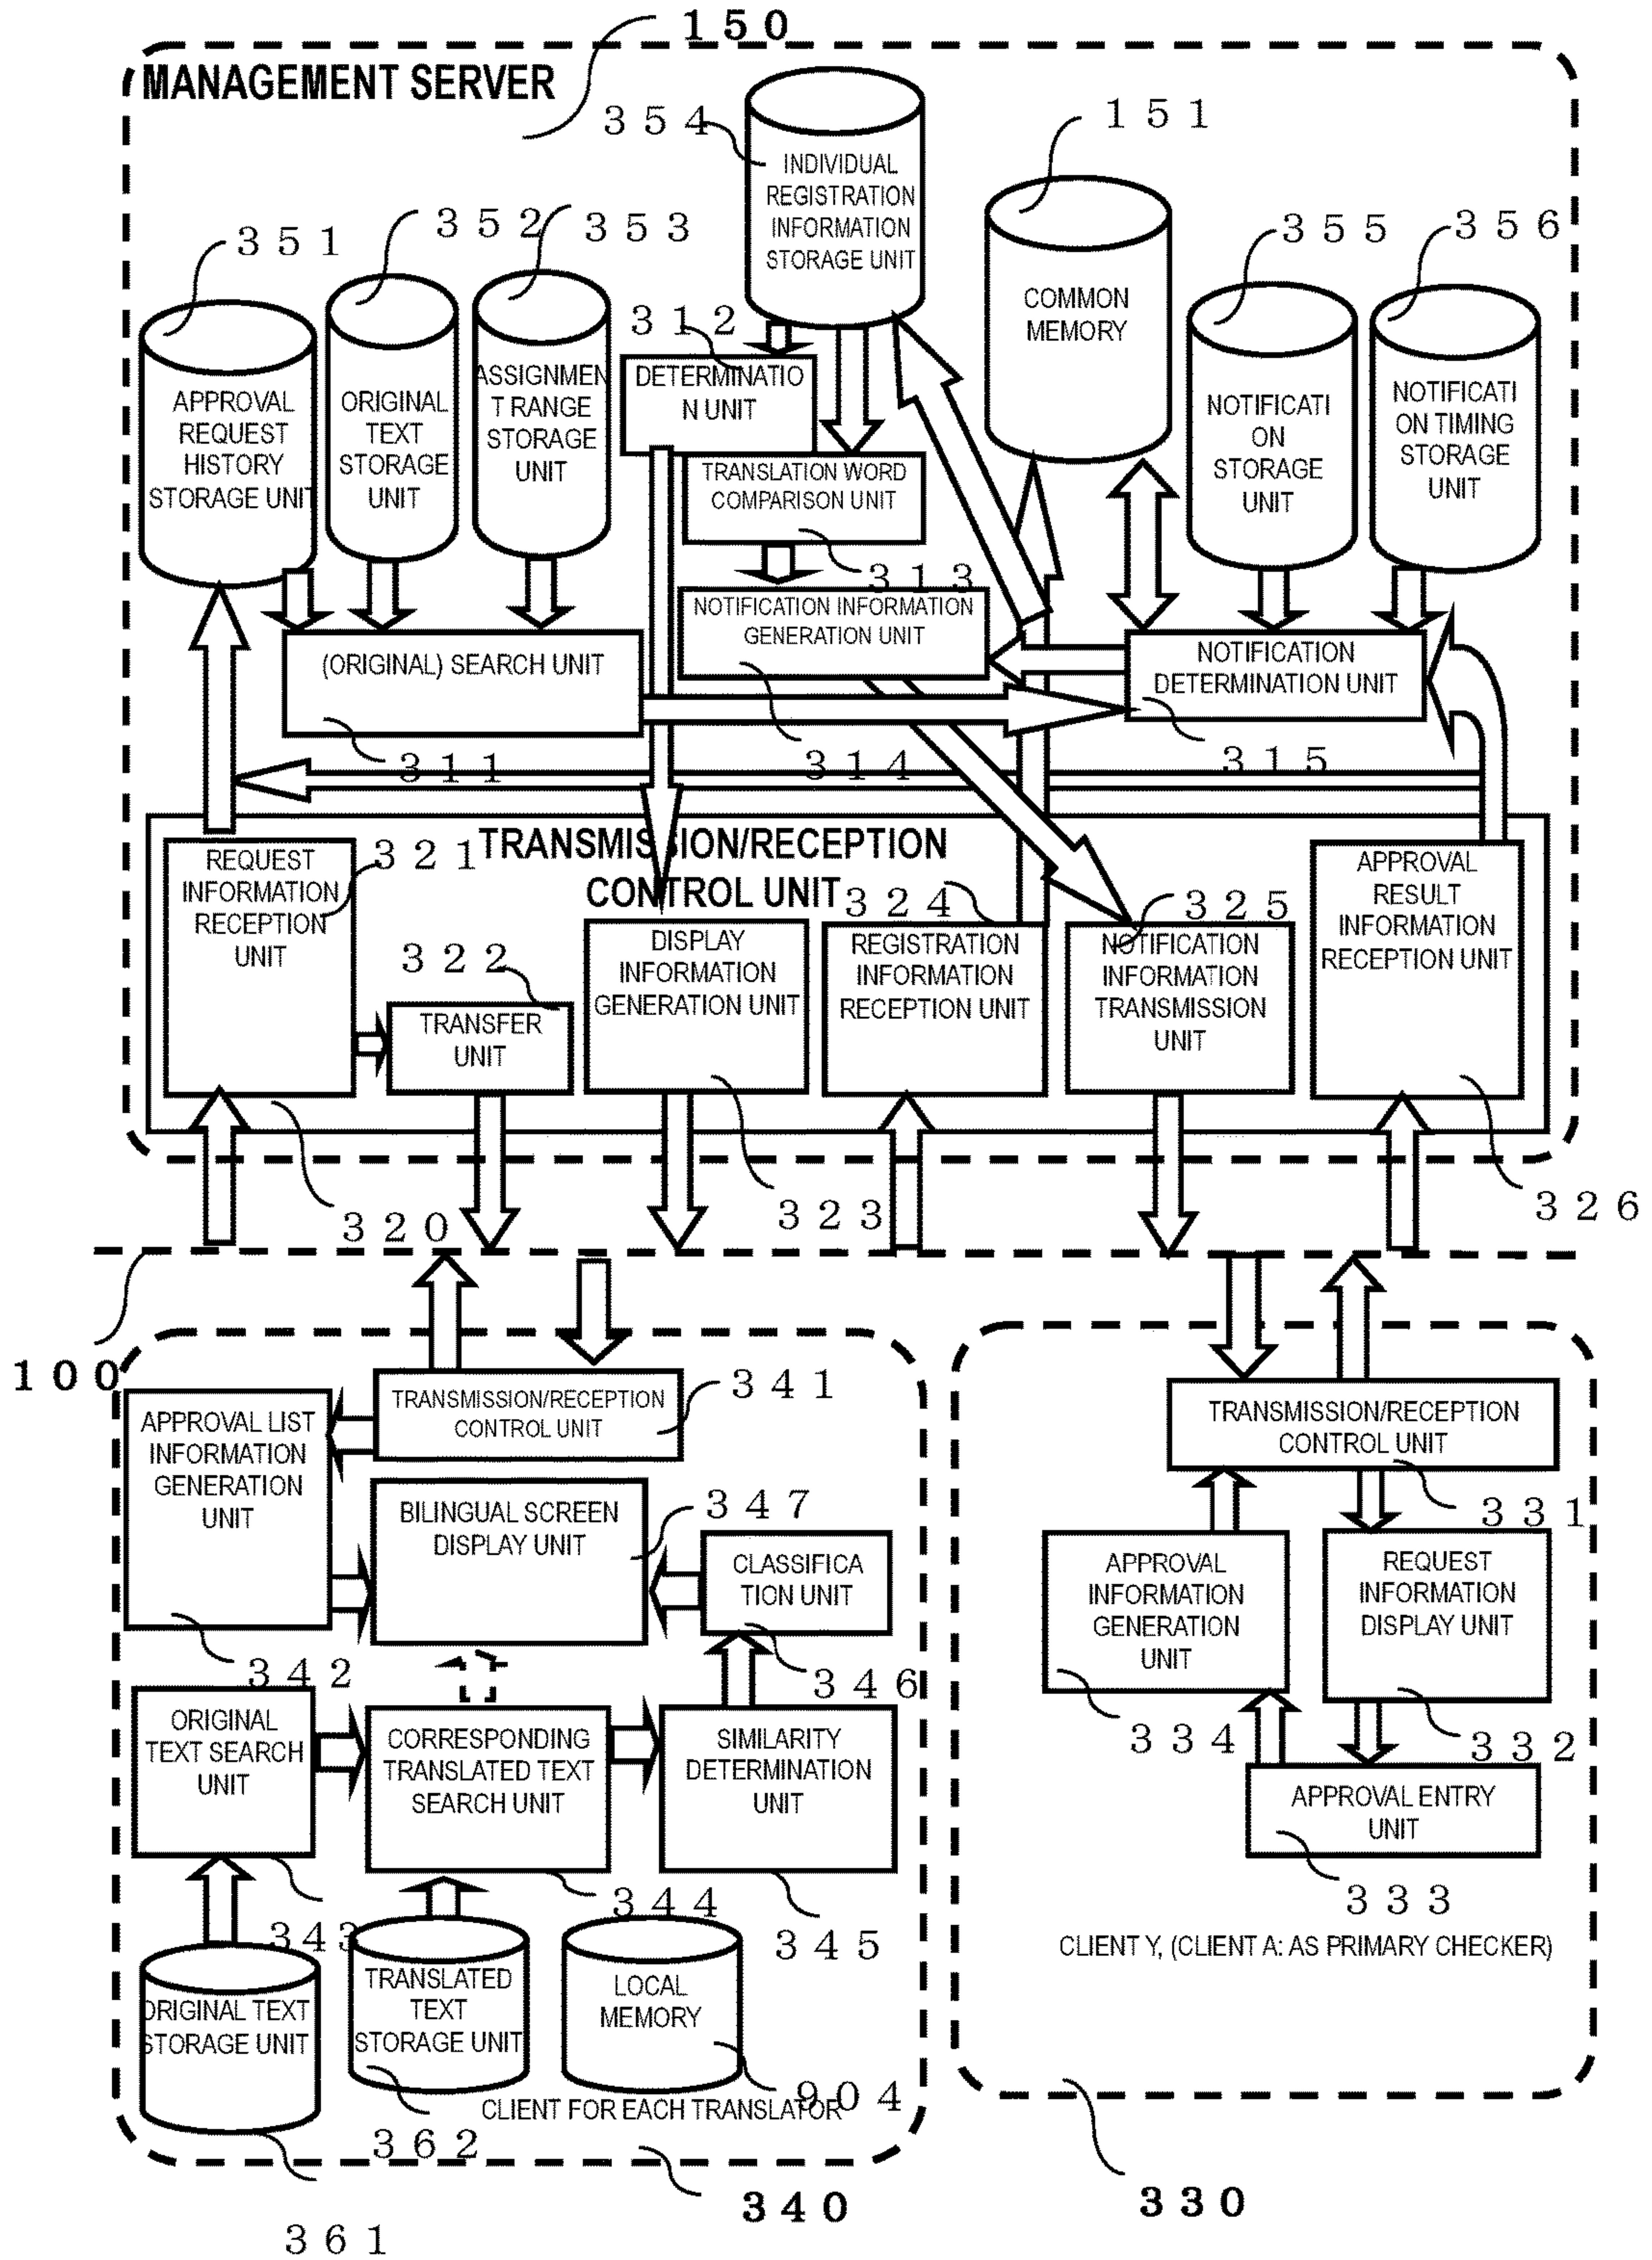 150
MANAGEMENT SERVER
354
151
INDIVIDUAL
REGISTRATION
INFORMATION
STORAGE UNIT
351
352
353
355
356
COMMON
MEMORY
312
APPROVAL
REQUEST
HISTORY
STORAGE UNIT
ORIGINAL
TEXT
STORAGE
UNIT
ASSIGNMEN
T RANGE
STORAGE
UNIT
DETERMINATIO
N UNIT
NOTIFICATI
ON
STORAGE
UNIT
NOTIFICATI
ON TIMING
STORAGE
UNIT
TRANSLATION WORD
COMPARISON UNIT
313
NOTIFICATION INFORMATION
GENERATION UNIT
(ORIGINAL) SEARCH UNIT
NOTIFICATION
DETERMINATION UNIT
311
314
315
TRANSMISSION/RECEPTION
CONTROL UNIT
REQUEST
INFORMATION
RECEPTION
UNIT
321
322
TRANSFER
UNIT
DISPLAY
INFORMATION
GENERATION UNIT
324
REGISTRATION
INFORMATION
RECEPTION UNIT
325
NOTIFICATION
INFORMATION
TRANSMISSION
UNIT
APPROVAL
RESULT
INFORMATION
RECEPTION UNIT
320
323
326
100
TRANSMISSION/RECEPTION
CONTROL UNIT
341
APPROVAL LIST
INFORMATION
GENERATION
UNIT
BILINGUAL SCREEN
DISPLAY UNIT
347
CLASSIFICA
TION UNIT
342
346
ORIGINAL
TEXT SEARCH
UNIT
CORRESPONDING
TRANSLATED TEXT
SEARCH UNIT
SIMILARITY
DETERMINATION
UNIT
343
344
345
ORIGINAL TEXT
STORAGE UNIT
TRANSLATED
TEXT
STORAGE UNIT
LOCAL
MEMORY
904
CLIENT FOR EACH TRANSLATOR
362
340
361
TRANSMISSION/RECEPTION
CONTROL UNIT
331
APPROVAL
INFORMATION
GENERATION
UNIT
REQUEST
INFORMATION
DISPLAY UNIT
334
332
APPROVAL ENTRY
UNIT
333
CLIENT Y, (CLIENT A: AS PRIMARY CHECKER)
330